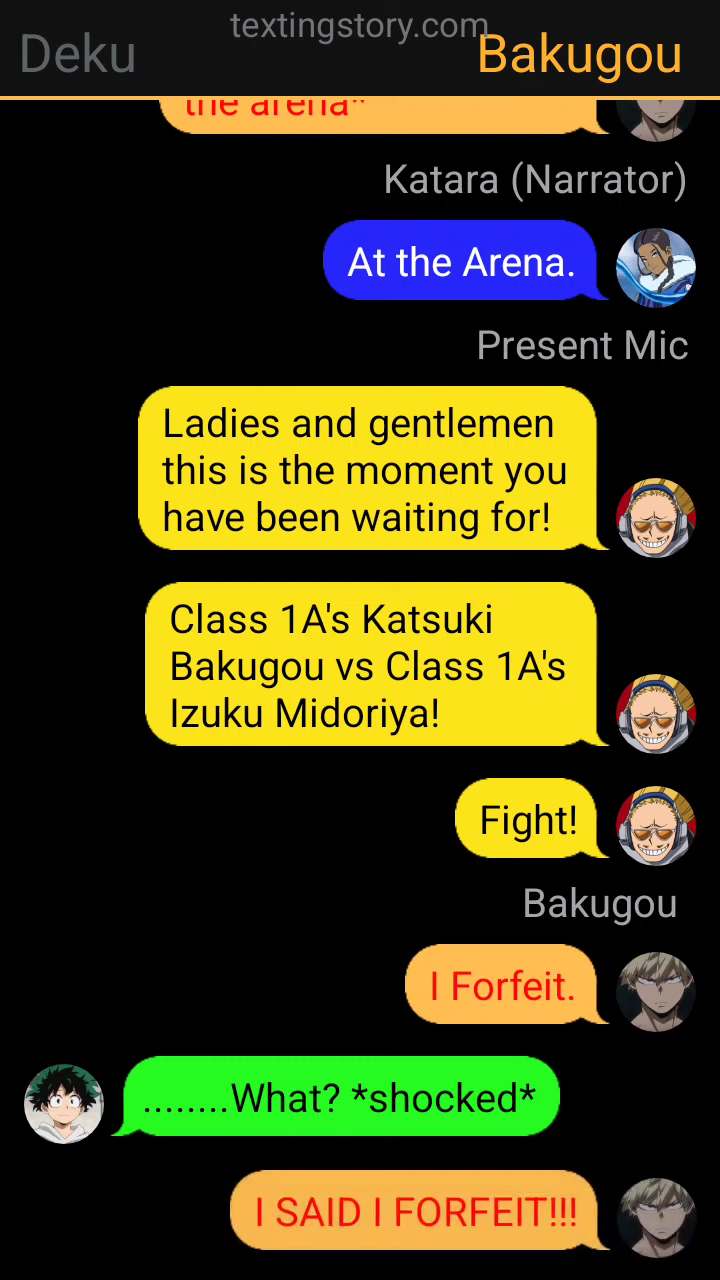 textingstory.com
Deku
Bakugou
the arena*
Katara (Narrator)
At the Arena.
Present Mic
Ladies and gentlemen
this is the moment you
have been waiting for!
Class 1A's Katsuki
Bakugou vs Class 1A's
Izuku Midoriya!
Fight!
Bakugou
I Forfeit.
........What? *shocked*
I SAID I FORFEIT!!!